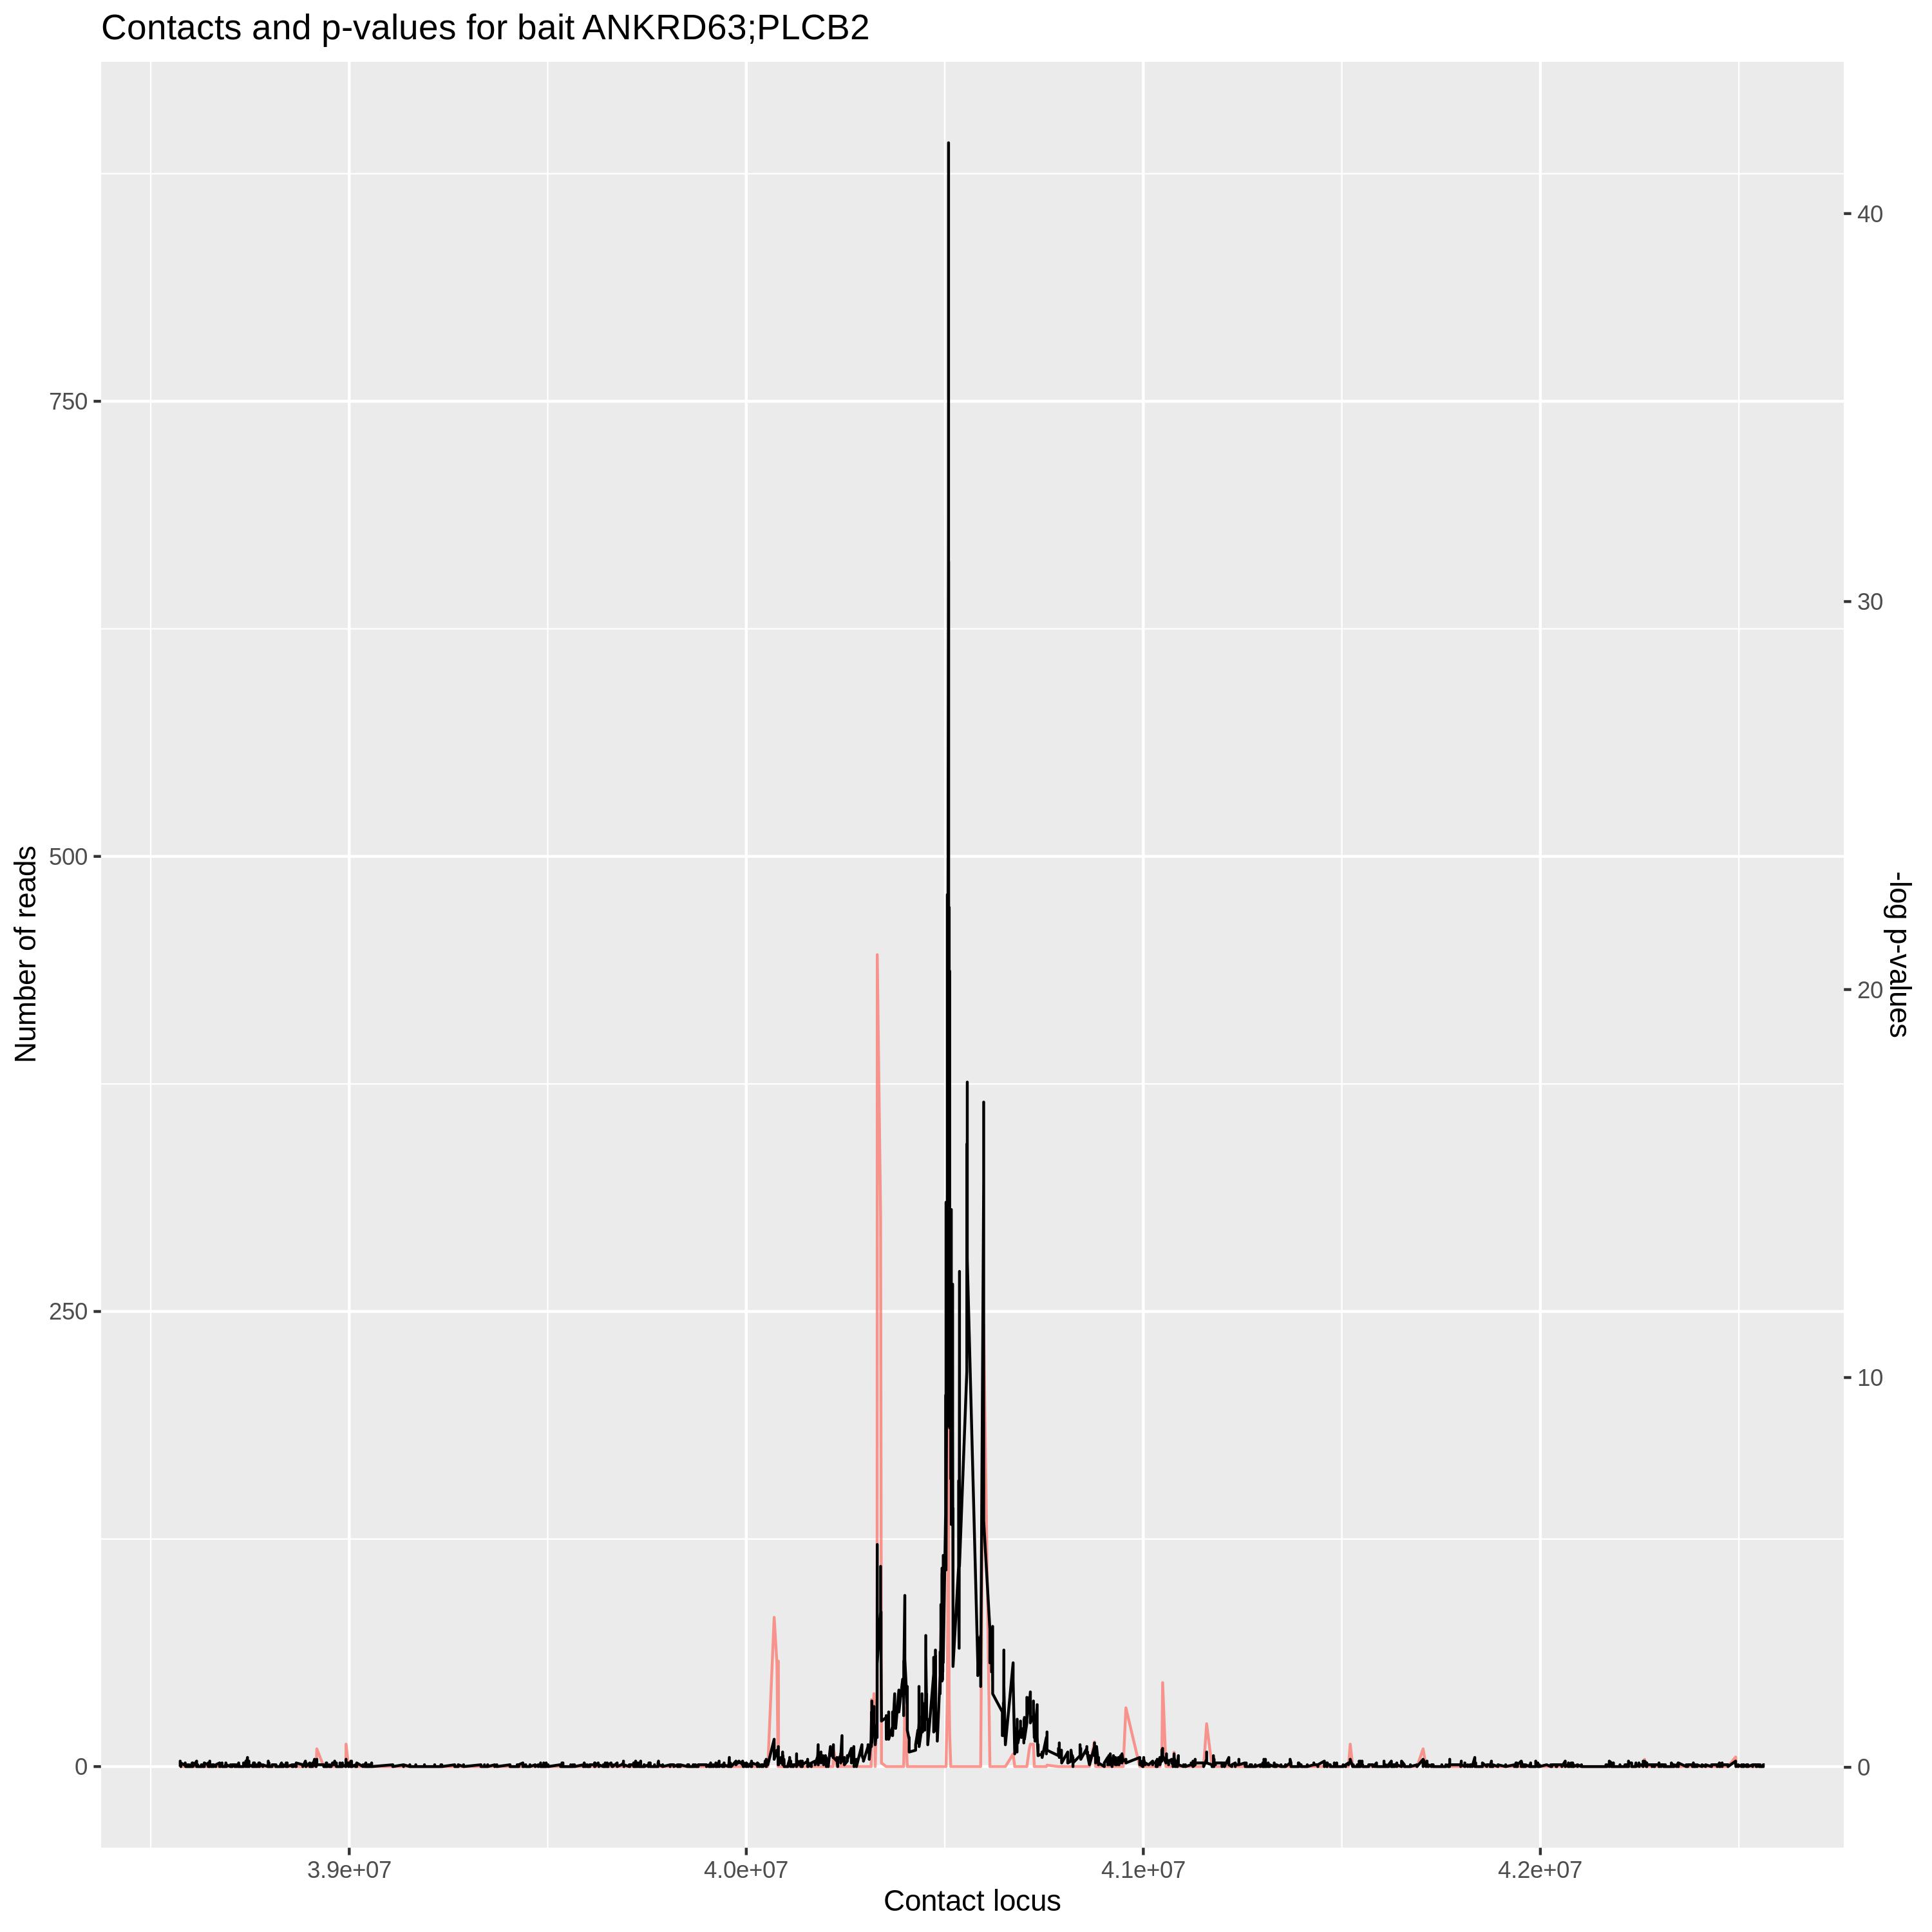 Contacts and p-values for bait ANKRD63;PLCB2
Number of reads
750
500
250
0
40
30
20
10
0
-log p-values
3.9e+07
4.0e+07
4.1e+07
4.2e+07
Contact locus